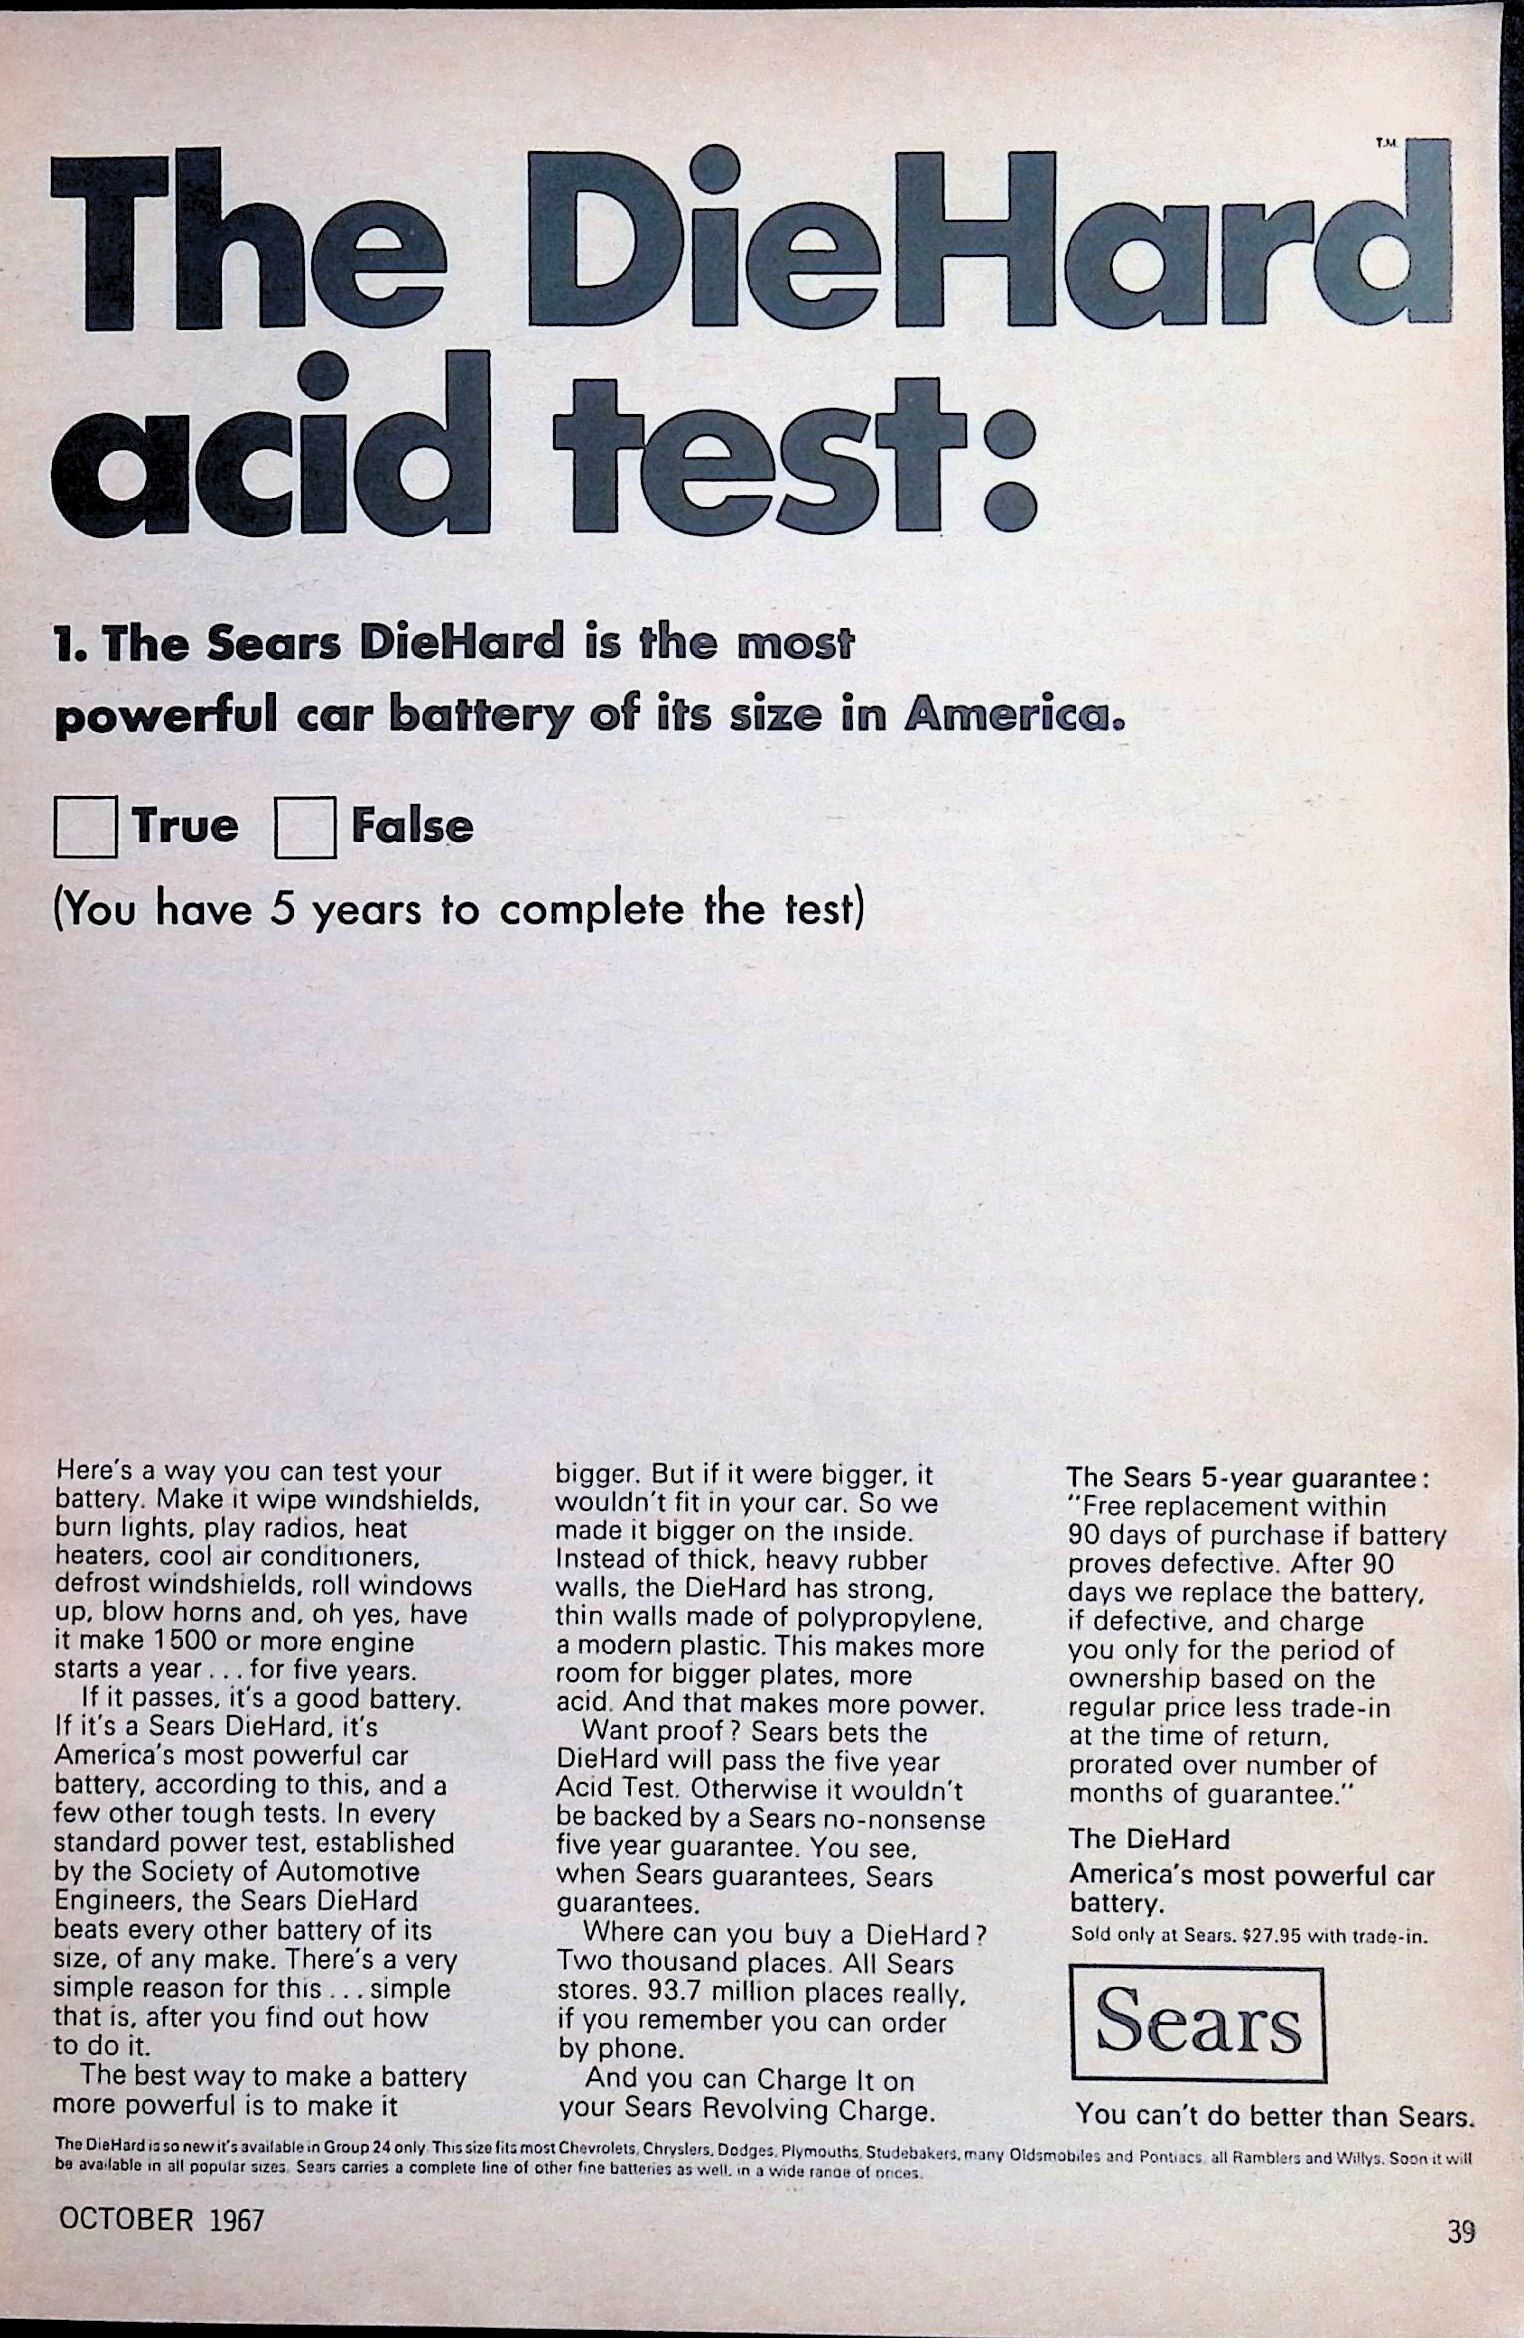 The DieHard
T.M.
acid test:
1. The Sears DieHard is the most
powerful car battery of its size in America.
True False
(You have 5 years to complete the test)
Here's a way you can test your
battery. Make it wipe windshields,
burn lights, play radios, heat
heaters, cool air conditioners,
defrost windshields, roll windows
up, blow horns and, oh yes, have
it make 1500 or more engine
starts a year . . . for five years.
If it passes, it's a good battery.
If it's a Sears DieHard, it's
America's most powerful car
battery, according to this, and a
few other tough tests. In every
standard power test, established
by the Society of Automotive
Engineers, the Sears DieHard
beats every other battery of its
size, of any make. There's a very
simple reason for this . . . simple
that is, after you find out how
to do it.
The best way to make a battery
more powerful is to make it
bigger. But if it were bigger, it
wouldn't fit in your car. So we
made it bigger on the inside.
Instead of thick, heavy rubber
walls, the DieHard has strong,
thin walls made of polypropylene,
a modern plastic. This makes more
room for bigger plates, more
acid. And that makes more power.
Want proof? Sears bets the
DieHard will pass the five year
Acid Test. Otherwise it wouldn't
be backed by a Sears no-nonsense
five year guarantee. You see,
when Sears guarantees, Sears
guarantees.
Where can you buy a DieHard?
Two thousand places. All Sears
stores. 93.7 million places really,
if you remember you can order
by phone.
And you can Charge It on
your Sears Revolving Charge.
The Sears 5-year guarantee:
"Free replacement within
90 days of purchase if battery
proves defective. After 90
days we replace the battery,
if defective, and charge
you only for the period of
ownership based on the
regular price less trade-in
at the time of return,
prorated over number of
months of guarantee."
The DieHard
America's most powerful car
battery.
Sold only at Sears. $27.95 with trade-in.
Sears
You can't do better than Sears.
The DieHard is so new it's available in Group 24 only. This size fits most Chevrolets, Chryslers, Dodges, Plymouths, Studebakers, many Oldsmobiles and Pontiacs, all Ramblers and Willys. Soon it will
be available in all popular sizes. Sears carries a complete line of other fine batteries as well, in a wide range of prices.
OCTOBER 1967
39